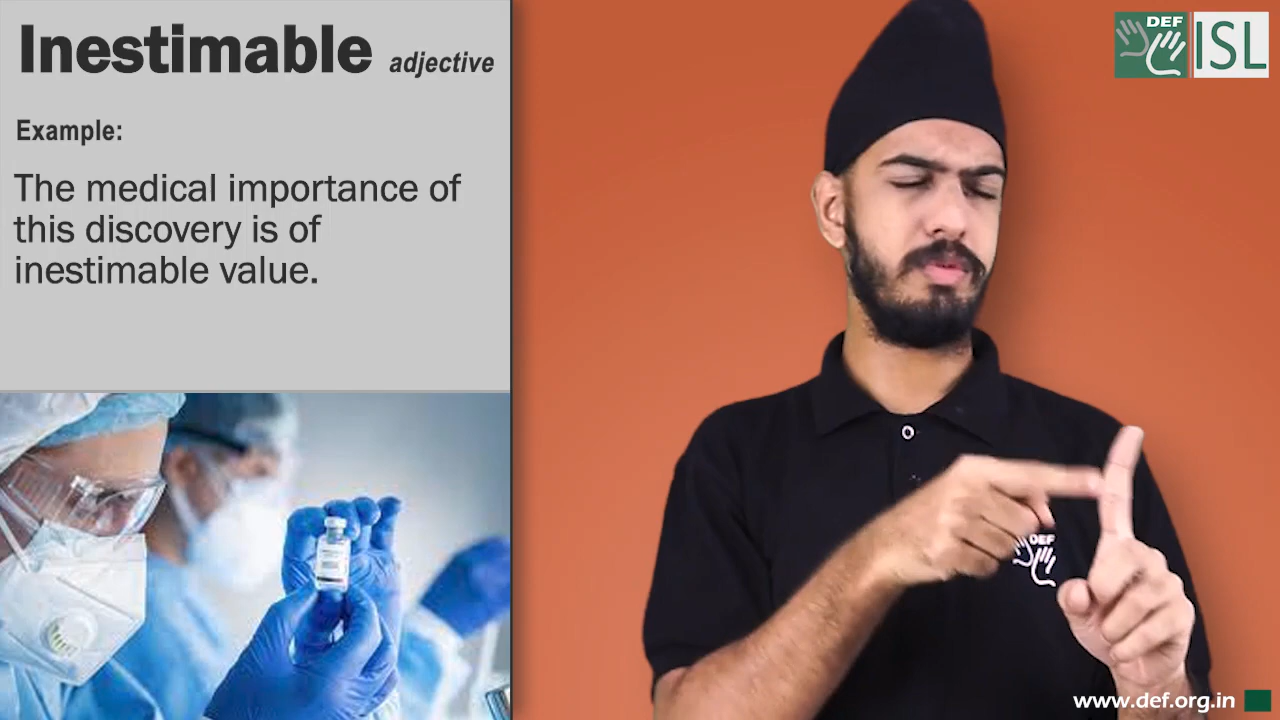 Inestimable adjective
Example:
The medical importance of
this discovery is of
inestimable value.
DEF
ISL
DEF
www.def.org.in